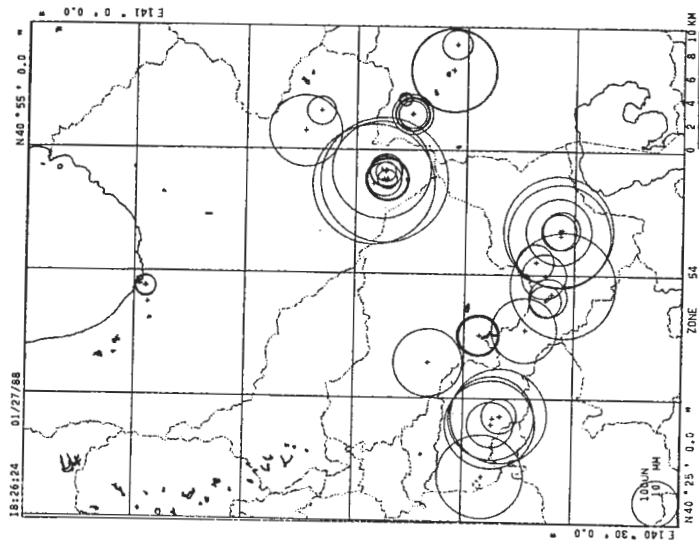 18:26:24 01/27/88
N40°55' 0.0"
E141° 0' 0.0"
0 2 4 6 8 10 KM
ZONE 54
N40°25' 0.0"
E140°30' 0.0"
100UN
10 MM